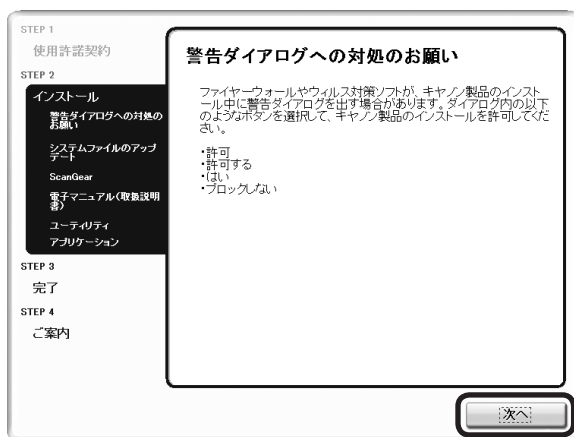 STEP 1
使用許諾契約
STEP 2
インストール
警告ダイアログへの対処の
お願い
システムファイルのアップ
デート
ScanGear
電子マニュアル(取扱説明
書)
ユーティリティ
アプリケーション
STEP 3
完了
STEP 4
ご案内
警告ダイアログへの対処のお願い
ファイヤーウォールやウィルス対策ソフトが、キヤノン製品のインスト
ール中に警告ダイアログを出す場合があります。ダイアログ内の以下
のようなボタンを選択して、キヤノン製品のインストールを許可してくだ
さい。
・許可
・許可する
・はい
・ブロックしない
次へ